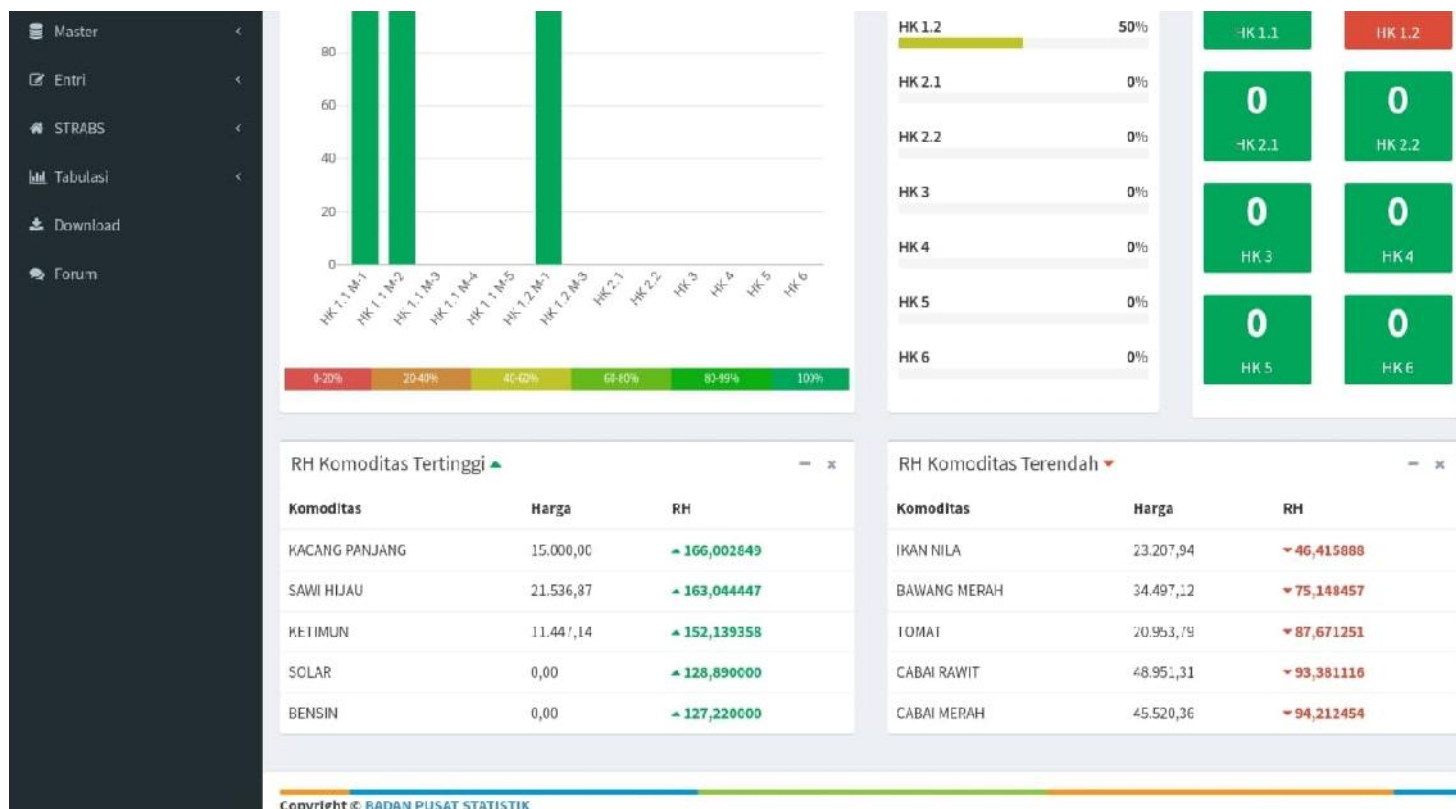 Master
Entri
STRABS
Tabulasi
Download
Forum
80
60
40
20
0
HK 1.1 M-1
HK 1.1 M-2
HK 1.1 M-3
HK 1.1 M-4
HK 1.1 M-5
HK 1.2 M-1
HK 1.2 M-3
HK 2.1
HK 2.2
HK 3
HK 4
HK 5
HK 6
0-20% 20-40% 40-60% 60-80% 80-99% 100%
HK 1.2 50%
HK 2.1 0%
HK 2.2 0%
HK 3 0%
HK 4 0%
HK 5 0%
HK 6 0%
HK 1.1 HK 1.2
0 0
HK 2.1 HK 2.2
0 0
HK 3 HK 4
0 0
HK 5 HK 6
RH Komoditas Tertinggi
Komoditas Harga RH
KACANG PANJANG 15.000,00 166,002849
SAWI HIJAU 21.536,87 163,044447
KETIMUN 11.447,14 152,139358
SOLAR 0,00 128,890000
BENSIN 0,00 127,220000
RH Komoditas Terendah
Komoditas Harga RH
IKAN NILA 23.207,94 46,415888
BAWANG MERAH 34.497,12 75,148457
TOMAT 20.953,79 87,671251
CABAI RAWIT 48.951,31 93,381116
CABAI MERAH 45.520,36 94,212454
Copyright © BADAN PUSAT STATISTIK